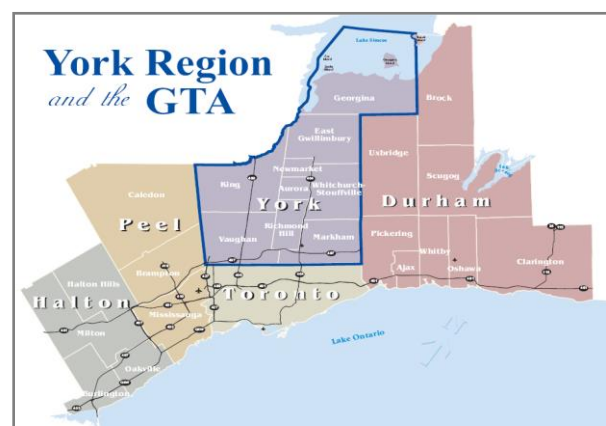 York Region
and the GTA
Lake Simcoe
Georgina
Brock
East
Gwillimbury
Uxbridge
Newmarket
Scugog
King
Aurora
Whitchurch-
Stouffville
Caledon
York
Durham
Peel
Richmond
Hill
Vaughan
Markham
Pickering
Whitby
Clarington
Ajax
Oshawa
Brampton
Halton Hills
Halton
Toronto
Mississauga
Milton
Lake Ontario
Oakville
Burlington